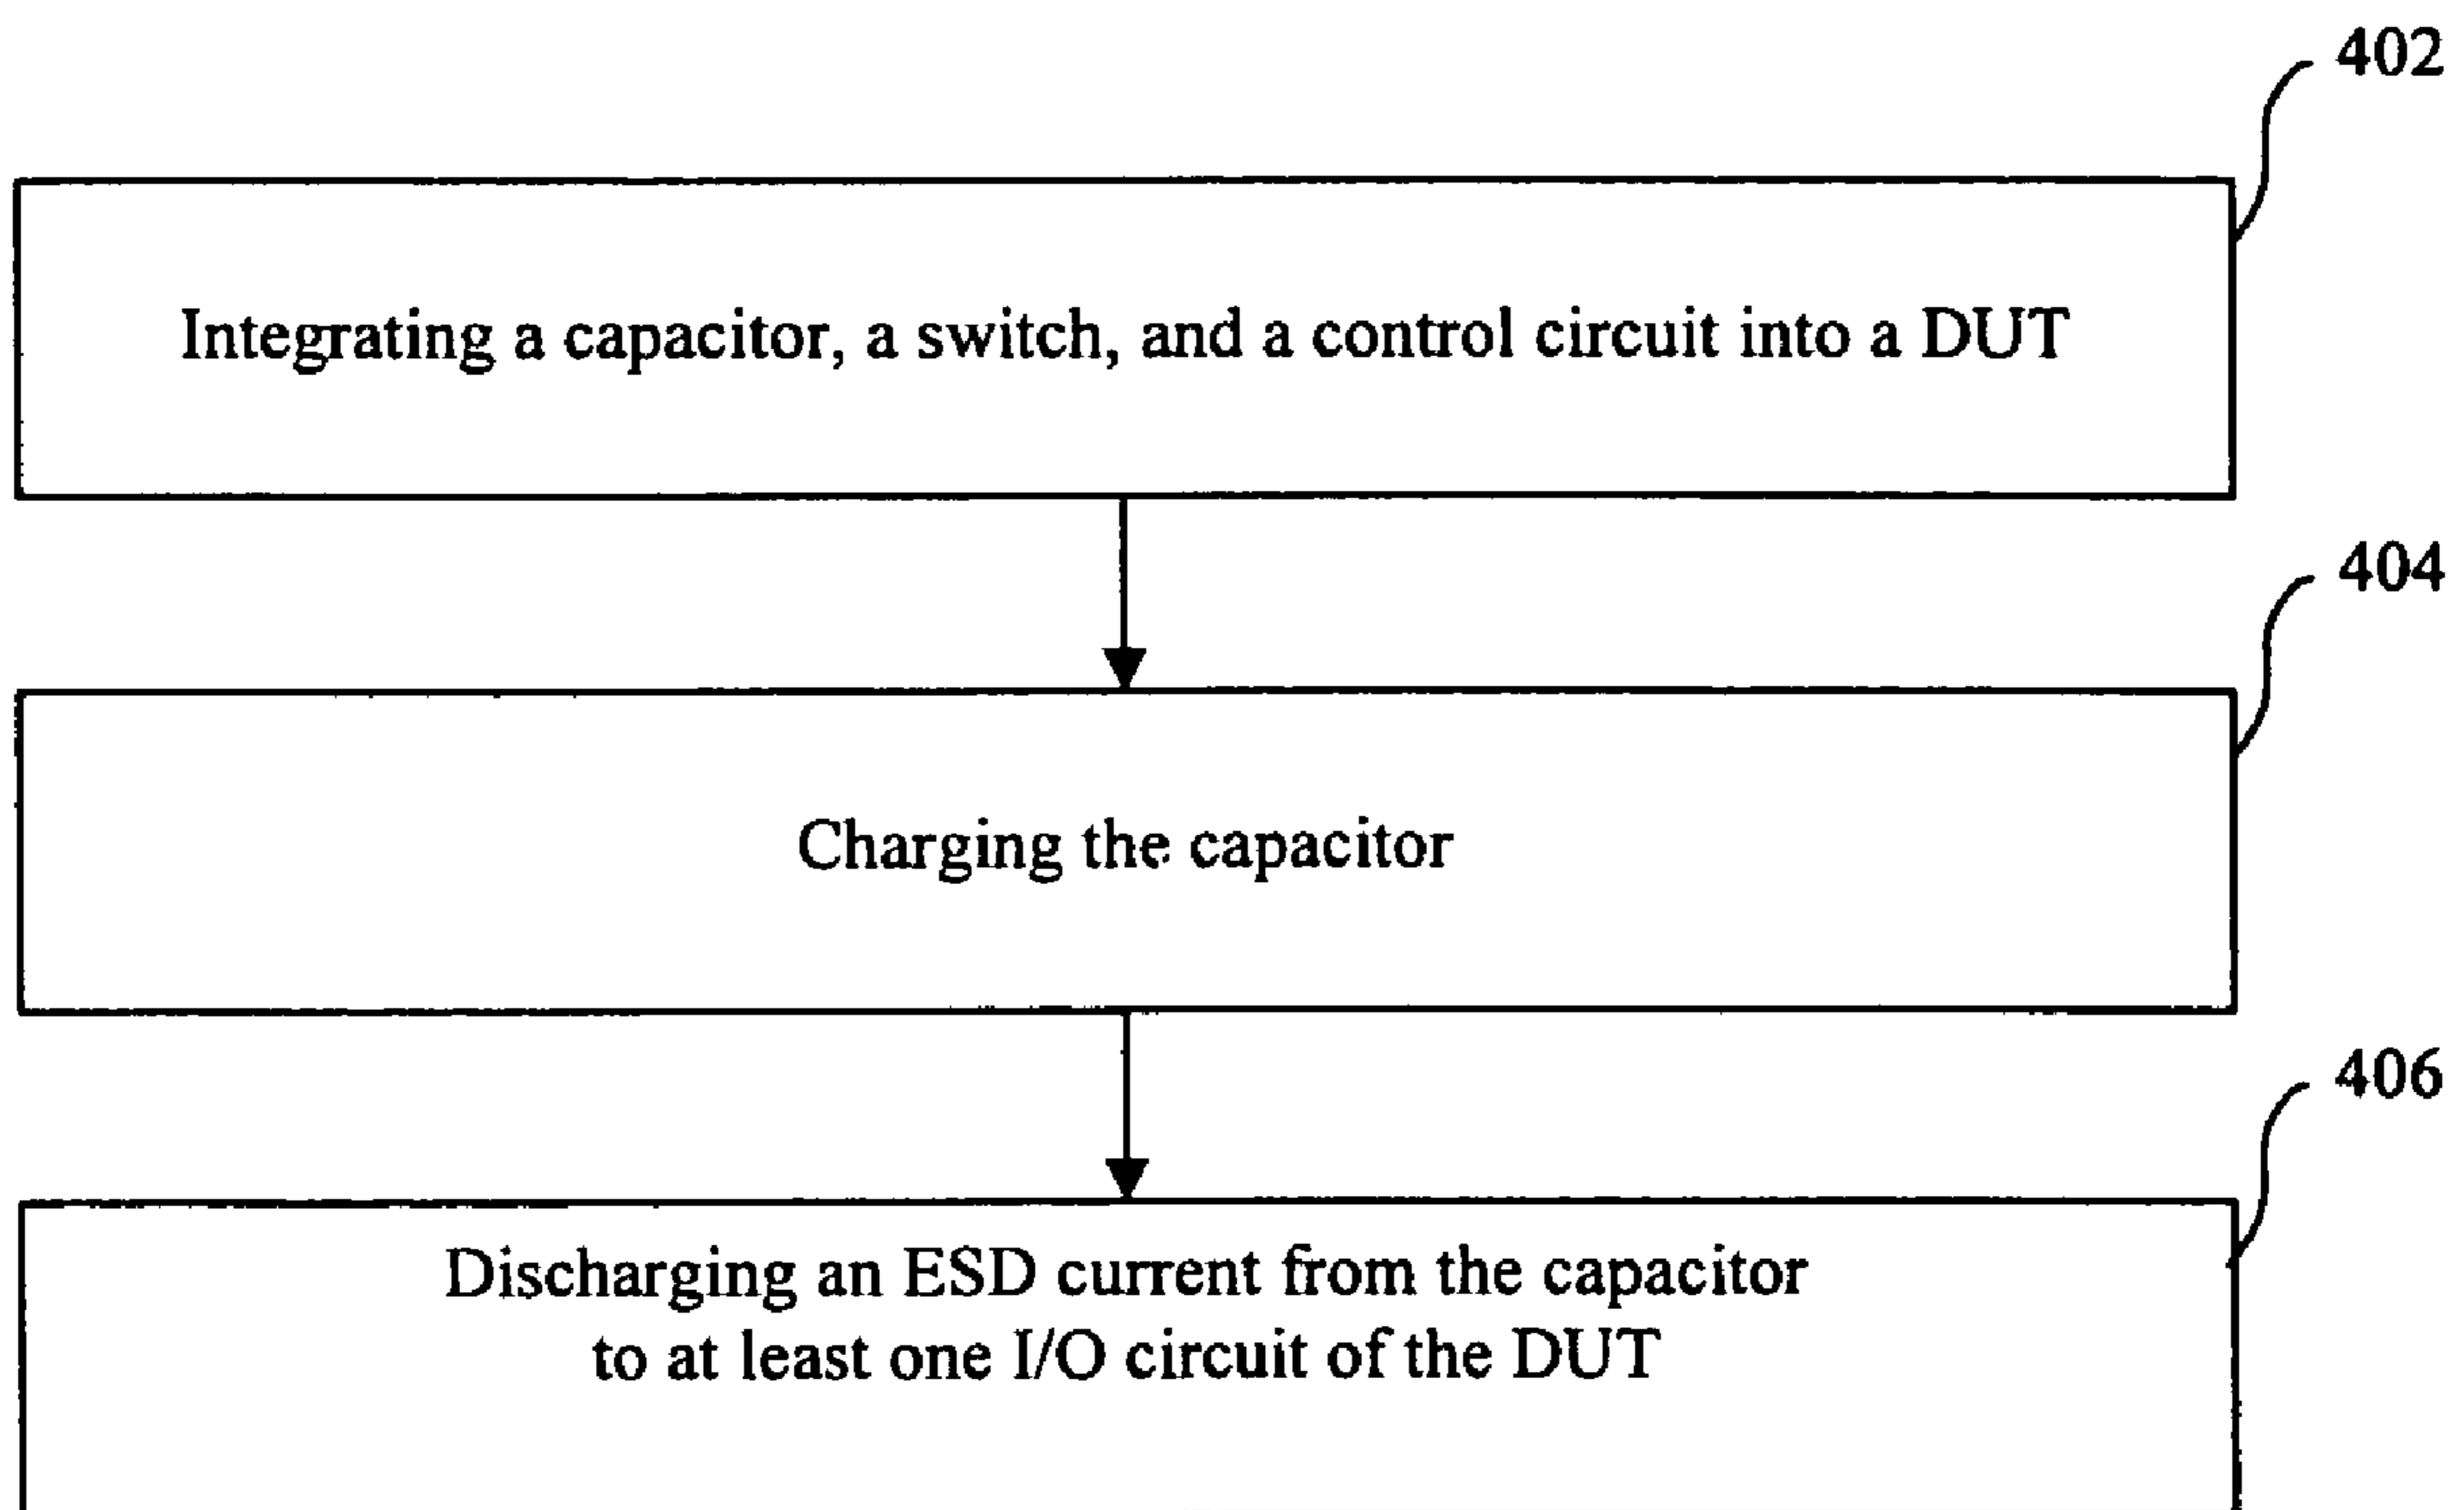 402
Integrating a capacitor, a switch, and a control circuit into a DUT
404
Charging the capacitor
406
Discharging an ESD current from the capacitor
to at least one I/O circuit of the DUT